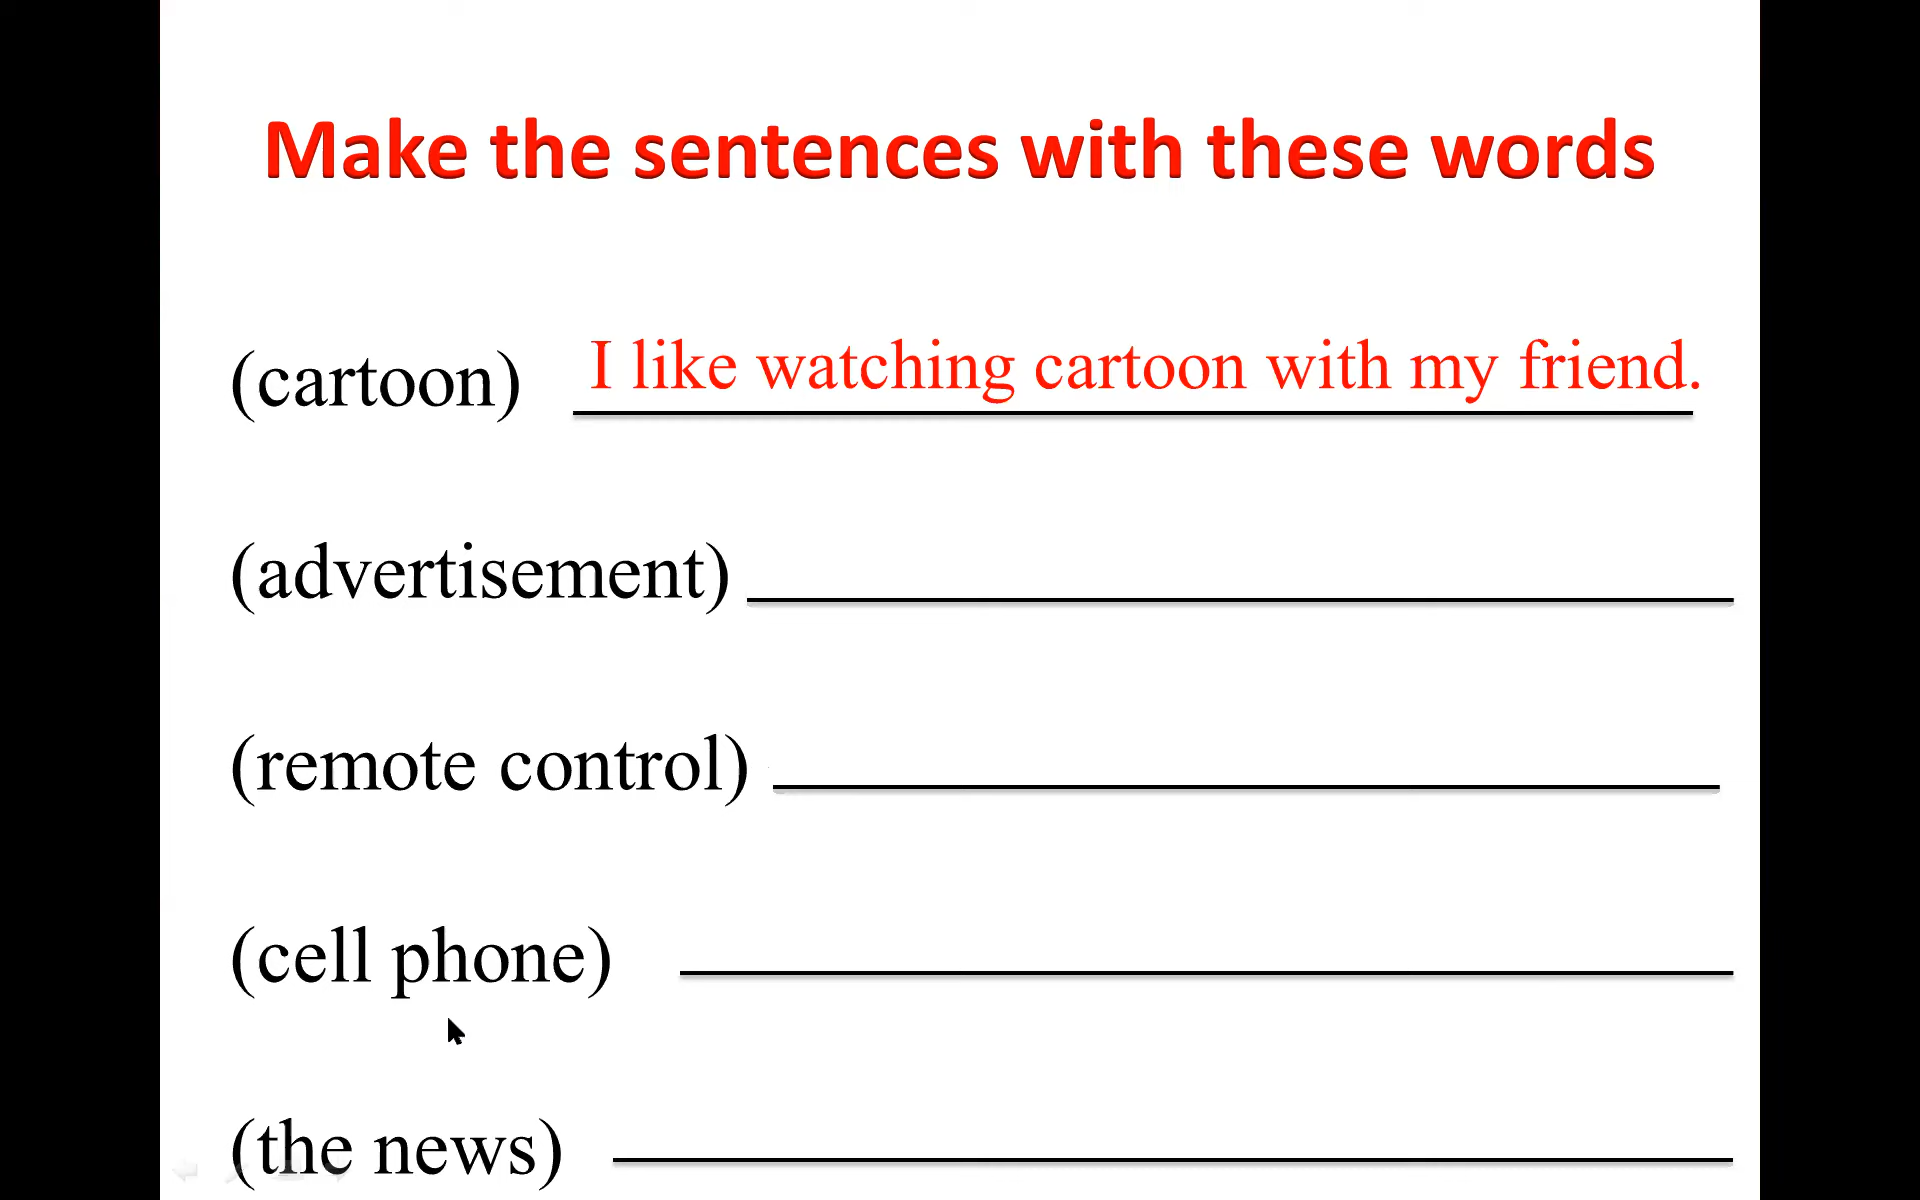 Make the sentences with these words
(cartoon) I like watching cartoon with my friend.
(advertisement)
(remote control)
(cell phone)
(the news)